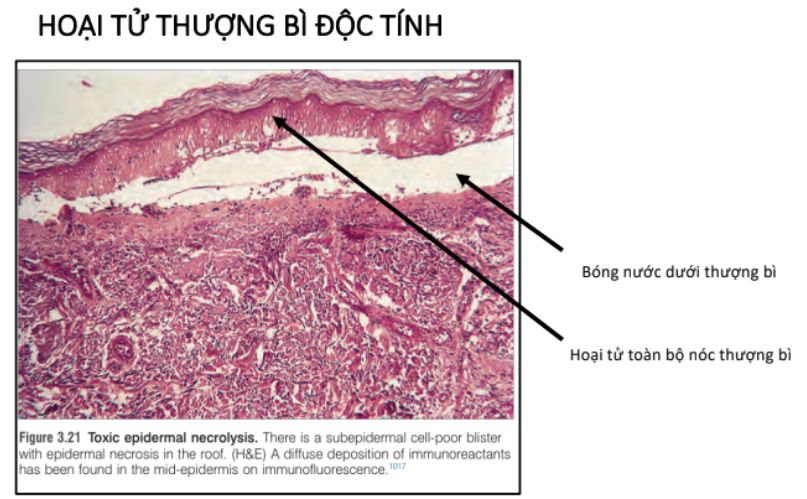 HOẠI TỬ THƯỢNG BÌ ĐỘC TÍNH
Bóng nước dưới thượng bì
Hoại tử toàn bộ nóc thượng bì
Figure 3.21 Toxic epidermal necrolysis. There is a subepidermal cell-poor blister
with epidermal necrosis in the roof. (H&E) A diffuse deposition of immunoreactants
has been found in the mid-epidermis on immunofluorescence.1017